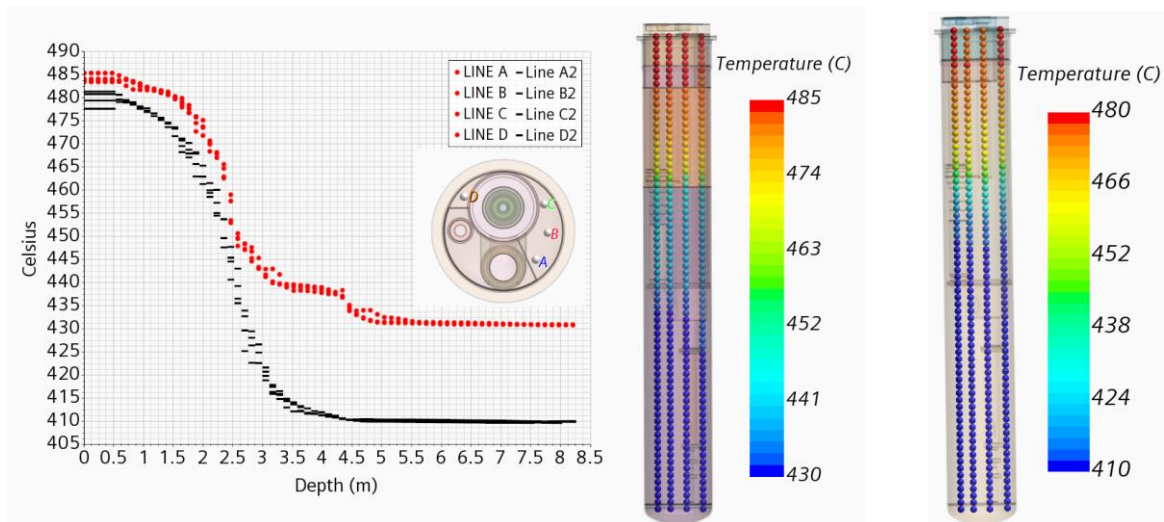 490
485
480
475
470
465
460
455
450
445
440
435
430
425
420
415
410
405
Celsius
0 0.5 1 1.5 2 2.5 3 3.5 4 4.5 5 5.5 6 6.5 7 7.5 8 8.5
Depth (m)
LINE A Line A2
LINE B Line B2
LINE C Line C2
LINE D Line D2
D C
B
A
Temperature (C)
485
474
463
452
441
430
Temperature (C)
480
466
452
438
424
410